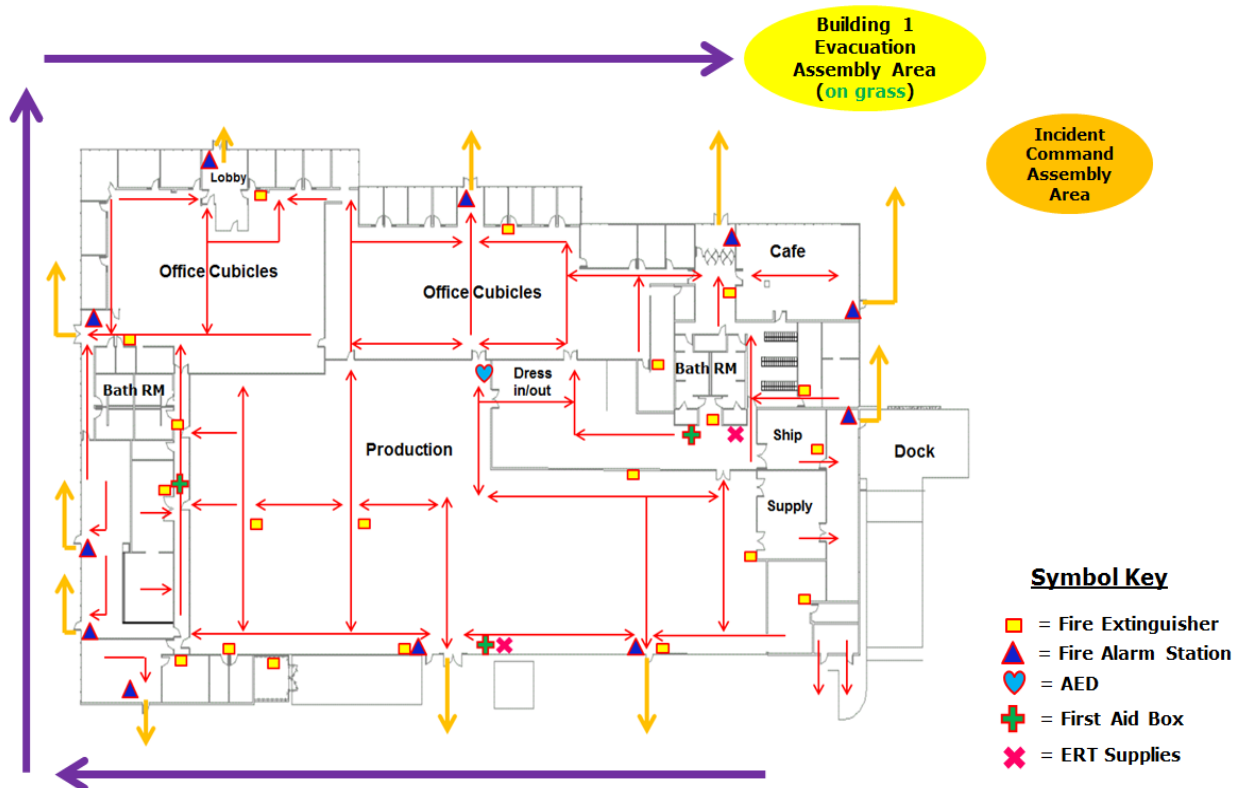 Building 1
Evacuation
Assembly Area
(on grass)
Incident
Command
Assembly
Area
Lobby
Office Cubicles
Office Cubicles
Cafe
Bath RM
Dress
in/out
Bath RM
Production
Ship
Dock
Supply
Symbol Key
= Fire Extinguisher
= Fire Alarm Station
= AED
= First Aid Box
= ERT Supplies